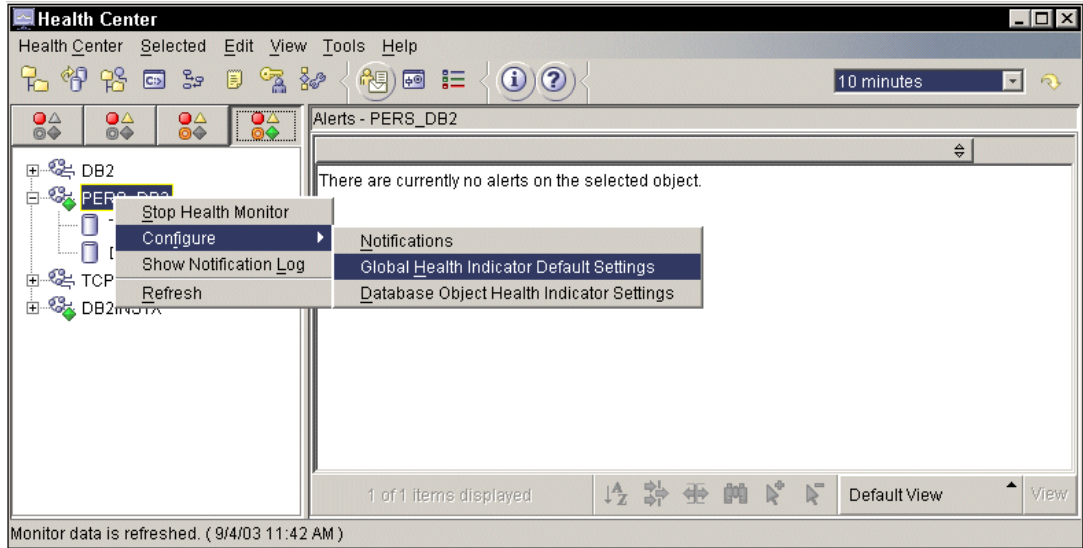 Health Center
Health Center Selected Edit View Tools Help
10 minutes
Alerts - PERS_DB2
There are currently no alerts on the selected object.
DB2
PERS_DB2
TCP
DB2INSTX
Stop Health Monitor
Configure
Show Notification Log
Refresh
Notifications
Global Health Indicator Default Settings
Database Object Health Indicator Settings
1 of 1 items displayed
Default View
View
Monitor data is refreshed. ( 9/4/03 11:42 AM )